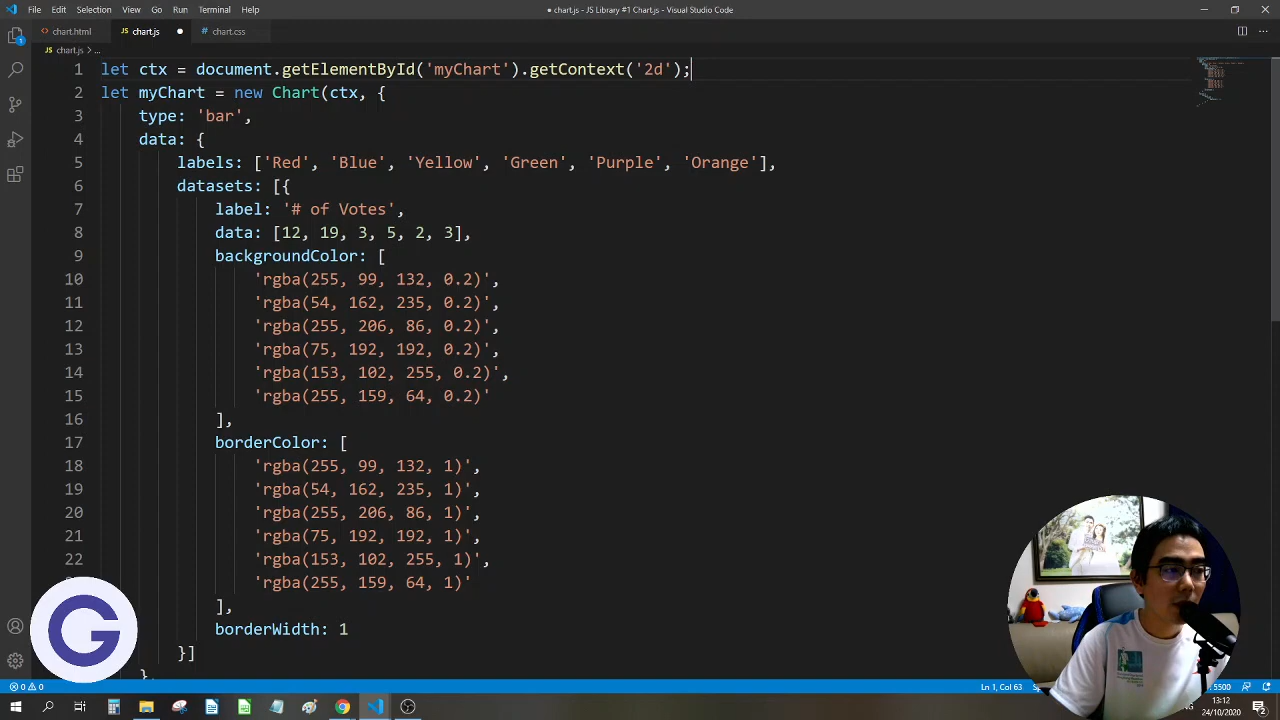 File Edit Selection View Go Run Terminal Help
● chart.js - JS Library #1 Chart.js - Visual Studio Code
chart.html
chart.js ●
chart.css
chart.js > ...
1 let ctx = document.getElementById('myChart').getContext('2d');
2 let myChart = new Chart(ctx, {
3 type: 'bar',
4 data: {
5 labels: ['Red', 'Blue', 'Yellow', 'Green', 'Purple', 'Orange'],
6 datasets: [{
7 label: '# of Votes',
8 data: [12, 19, 3, 5, 2, 3],
9 backgroundColor: [
10 'rgba(255, 99, 132, 0.2)',
11 'rgba(54, 162, 235, 0.2)',
12 'rgba(255, 206, 86, 0.2)',
13 'rgba(75, 192, 192, 0.2)',
14 'rgba(153, 102, 255, 0.2)',
15 'rgba(255, 159, 64, 0.2)'
16 ],
17 borderColor: [
18 'rgba(255, 99, 132, 1)',
19 'rgba(54, 162, 235, 1)',
20 'rgba(255, 206, 86, 1)',
21 'rgba(75, 192, 192, 1)',
22 'rgba(153, 102, 255, 1)',
'rgba(255, 159, 64, 1)'
],
borderWidth: 1
}]
},
G
0 0
Ln 1, Col 63
5500
13:12
24/10/2020